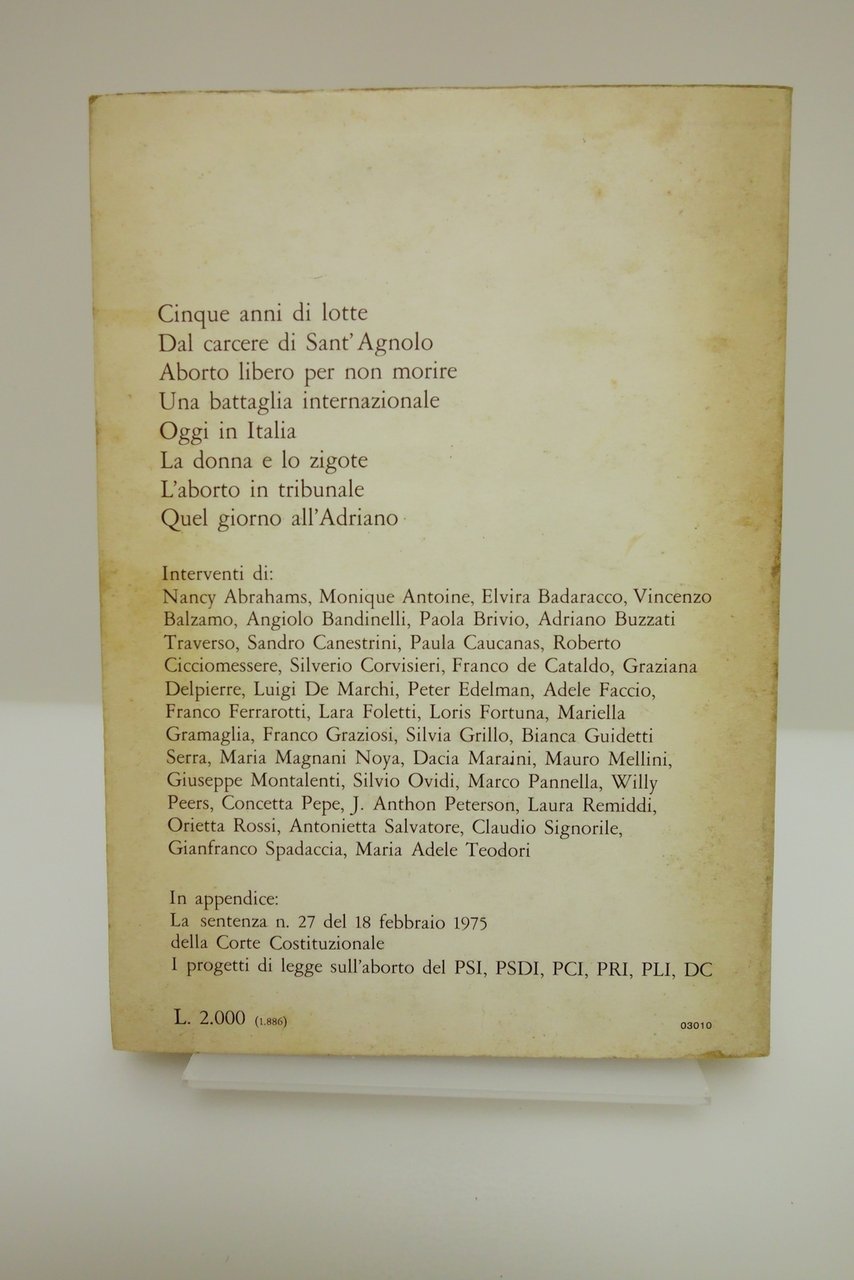 Cinque anni di lotte
Dal carcere di Sant'Agnolo
Aborto libero per non morire
Una battaglia internazionale
Oggi in Italia
La donna e lo zigote
L'aborto in tribunale
Quel giorno all'Adriano
Interventi di:
Nancy Abrahams, Monique Antoine, Elvira Badaracco, Vincenzo
Balzamo, Angiolo Bandinelli, Paola Brivio, Adriano Buzzati
Traverso, Sandro Canestrini, Paula Caucanas, Roberto
Cicciomessere, Silverio Corvisieri, Franco de Cataldo, Graziana
Delpierre, Luigi De Marchi, Peter Edelman, Adele Faccio,
Franco Ferrarotti, Lara Foletti, Loris Fortuna, Mariella
Gramaglia, Franco Graziosi, Silvia Grillo, Bianca Guidetti
Serra, Maria Magnani Noya, Dacia Maraini, Mauro Mellini,
Giuseppe Montalenti, Silvio Ovidi, Marco Pannella, Willy
Peers, Concetta Pepe, J. Anthon Peterson, Laura Remiddi,
Orietta Rossi, Antonietta Salvatore, Claudio Signorile,
Gianfranco Spadaccia, Maria Adele Teodori
In appendice:
La sentenza n. 27 del 18 febbraio 1975
della Corte Costituzionale
I progetti di legge sull'aborto del PSI, PSDI, PCI, PRI, PLI, DC
L. 2.000 (1.886)
03010